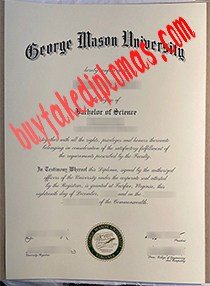 George Mason University
buyfakediplomas.com
Bachelor of Science
together with all the rights, privileges and honors thereunto
belonging in consideration of the satisfactory fulfillment of
the requirements prescribed by the Faculty.
In Testimony Whereof this Diploma, signed by the authorized
officers of the University under the corporate seal attested
by the Registrar, is granted at Fairfax, Virginia, this
eighteenth day of December,
of the Commonwealth.
President
University Registrar